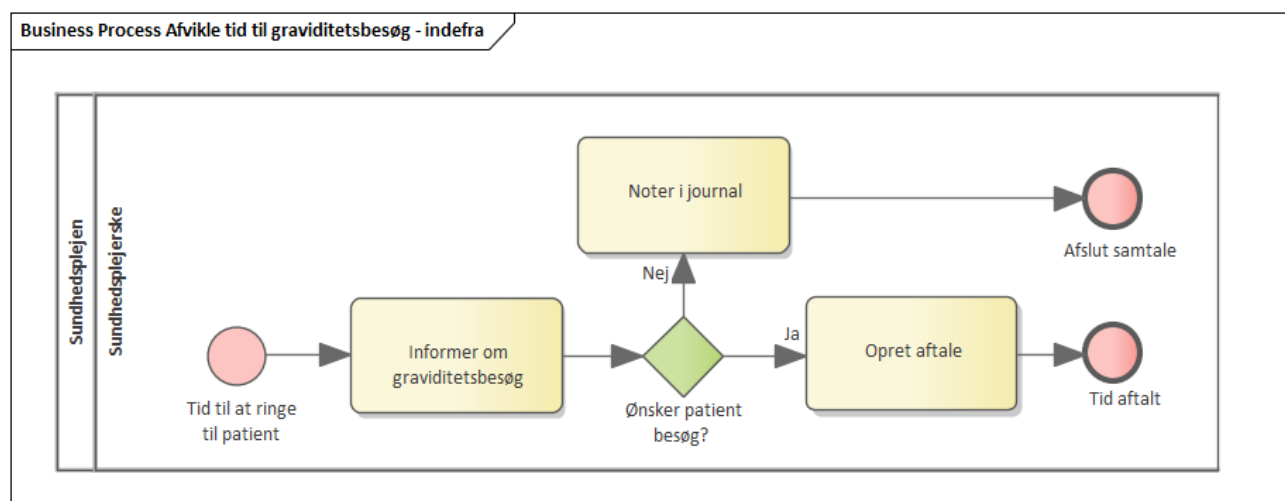 Business Process Afvikle tid til graviditetsbesøg - indefra
Sundhedsplejen
Sundhedsplejerske
Tid til at ringe
til patient
Informer om
graviditetsbesøg
Ønsker patient
besøg?
Nej
Noter i journal
Afslut samtale
Ja
Opret aftale
Tid aftalt